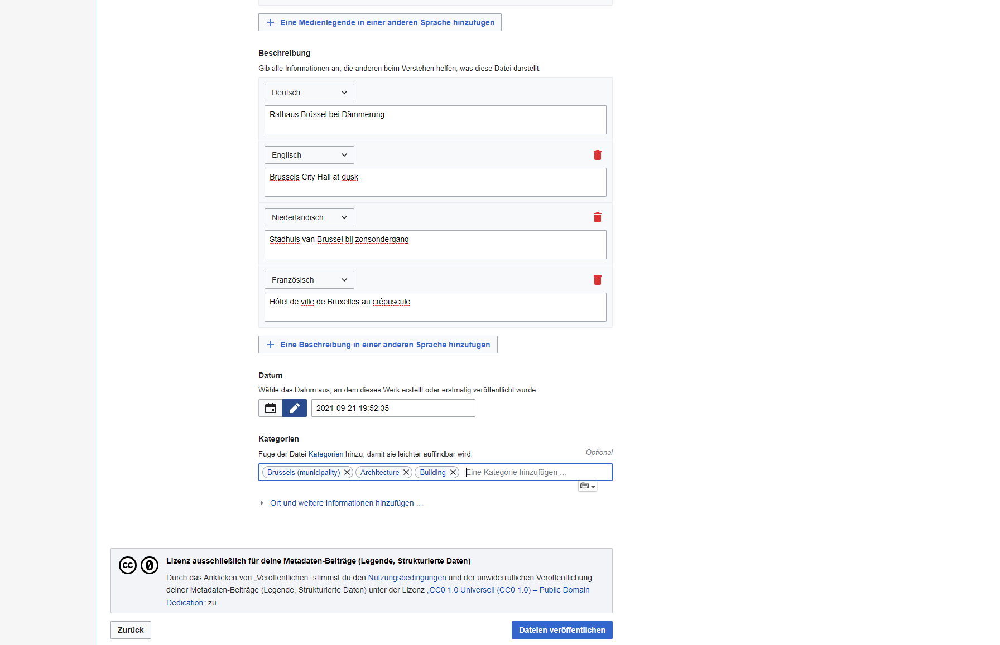 Eine Medienlegende in einer anderen Sprache hinzufügen
Beschreibung
Gib alle Informationen an, die anderen beim Verstehen helfen, was diese Datei darstellt.
Deutsch
Rathaus Brüssel bei Dämmerung
Englisch
Brussels City Hall at dusk
Niederländisch
Stadhuis van Brussel bij zonsondergang
Französisch
Hôtel de ville de Bruxelles au crépuscule
Eine Beschreibung in einer anderen Sprache hinzufügen
Datum
Wähle das Datum aus, an dem dieses Werk erstellt oder erstmalig veröffentlicht wurde.
2021-09-21 19:52:35
Kategorien
Füge der Datei Kategorien hinzu, damit sie leichter auffindbar wird. Optional
Brussels (municipality) Architecture Building Eine Kategorie hinzufügen …
Ort und weitere Informationen hinzufügen …
Lizenz ausschließlich für deine Metadaten-Beiträge (Legende, Strukturierte Daten)
Durch das Anklicken von „Veröffentlichen“ stimmst du den Nutzungsbedingungen und der unwiderruflichen Veröffentlichung
deiner Metadaten-Beiträge (Legende, Strukturierte Daten) unter der Lizenz „CC0 1.0 Universell (CC0 1.0) – Public Domain
Dedication“ zu.
Zurück
Dateien veröffentlichen